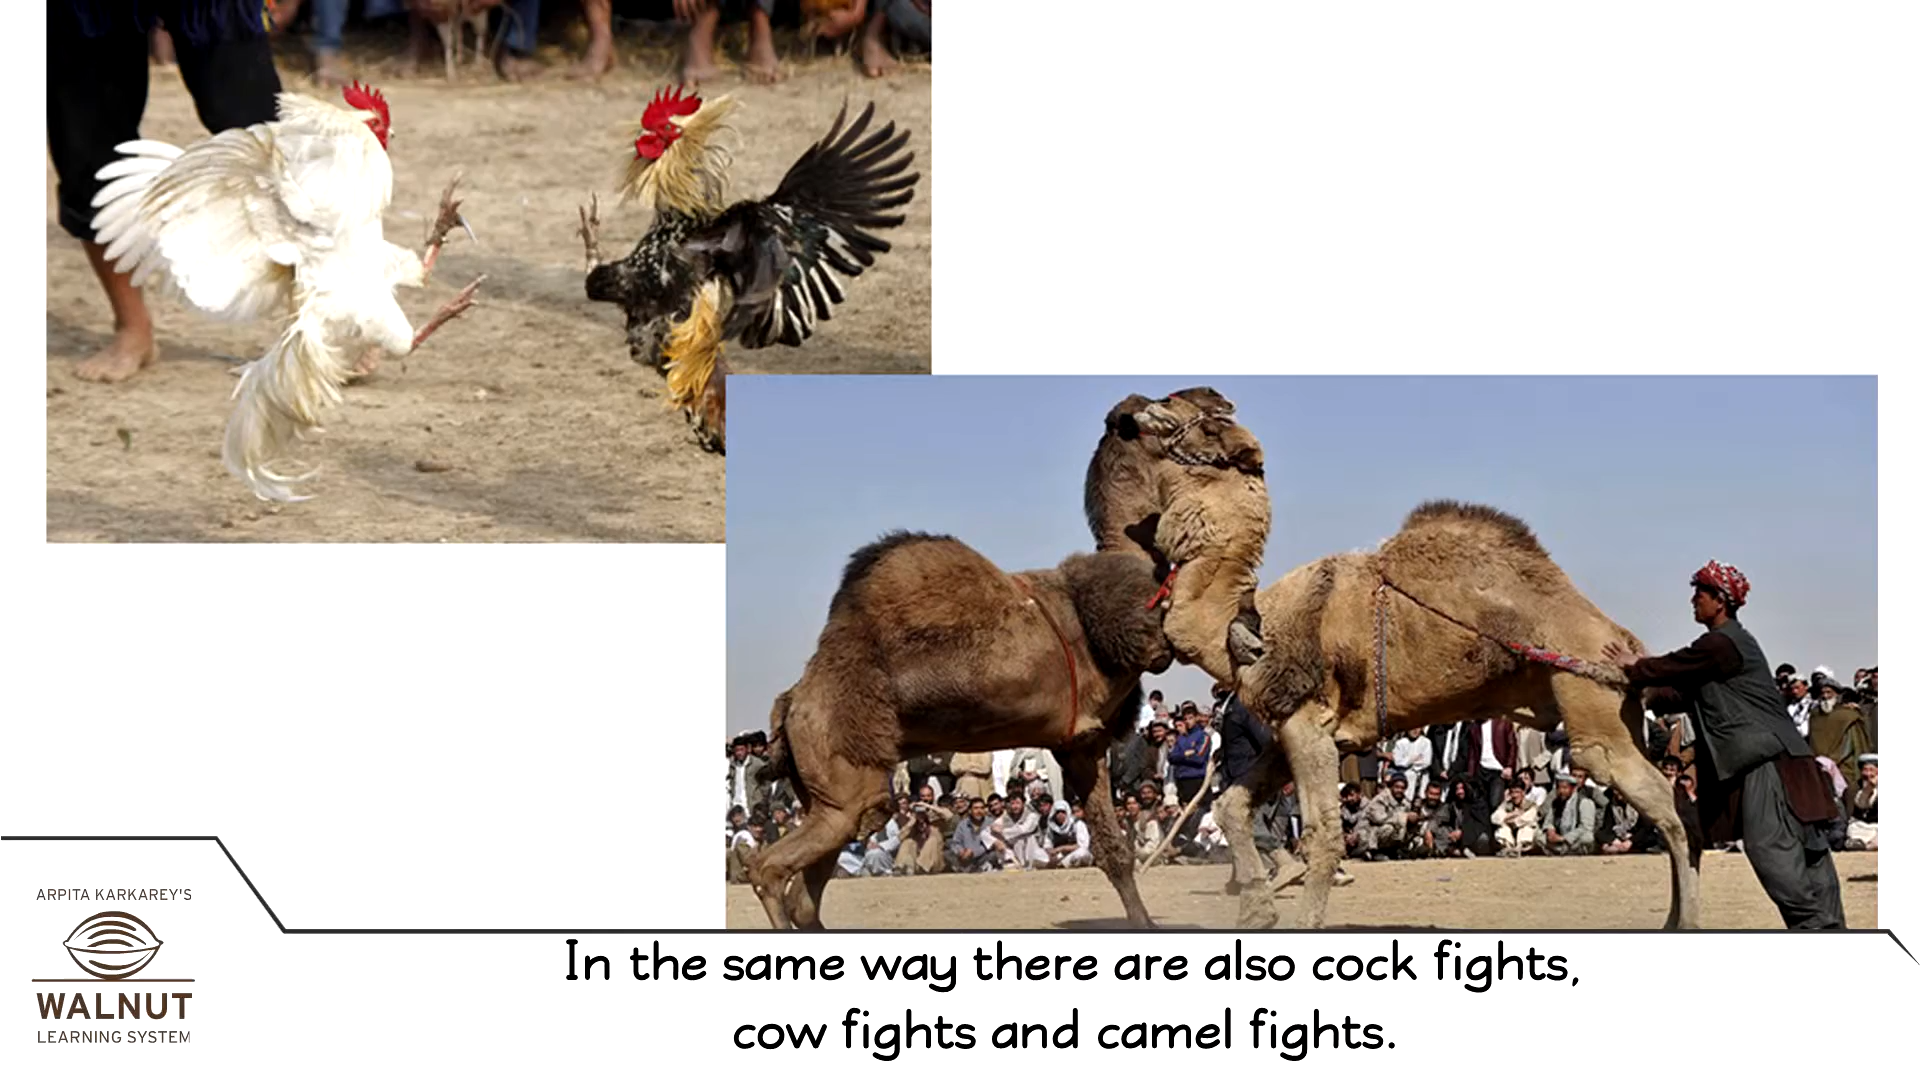 ARPITA KARKAREY'S
WALNUT
LEARNING SYSTEM
In the same way there are also cock fights,
cow fights and camel fights.